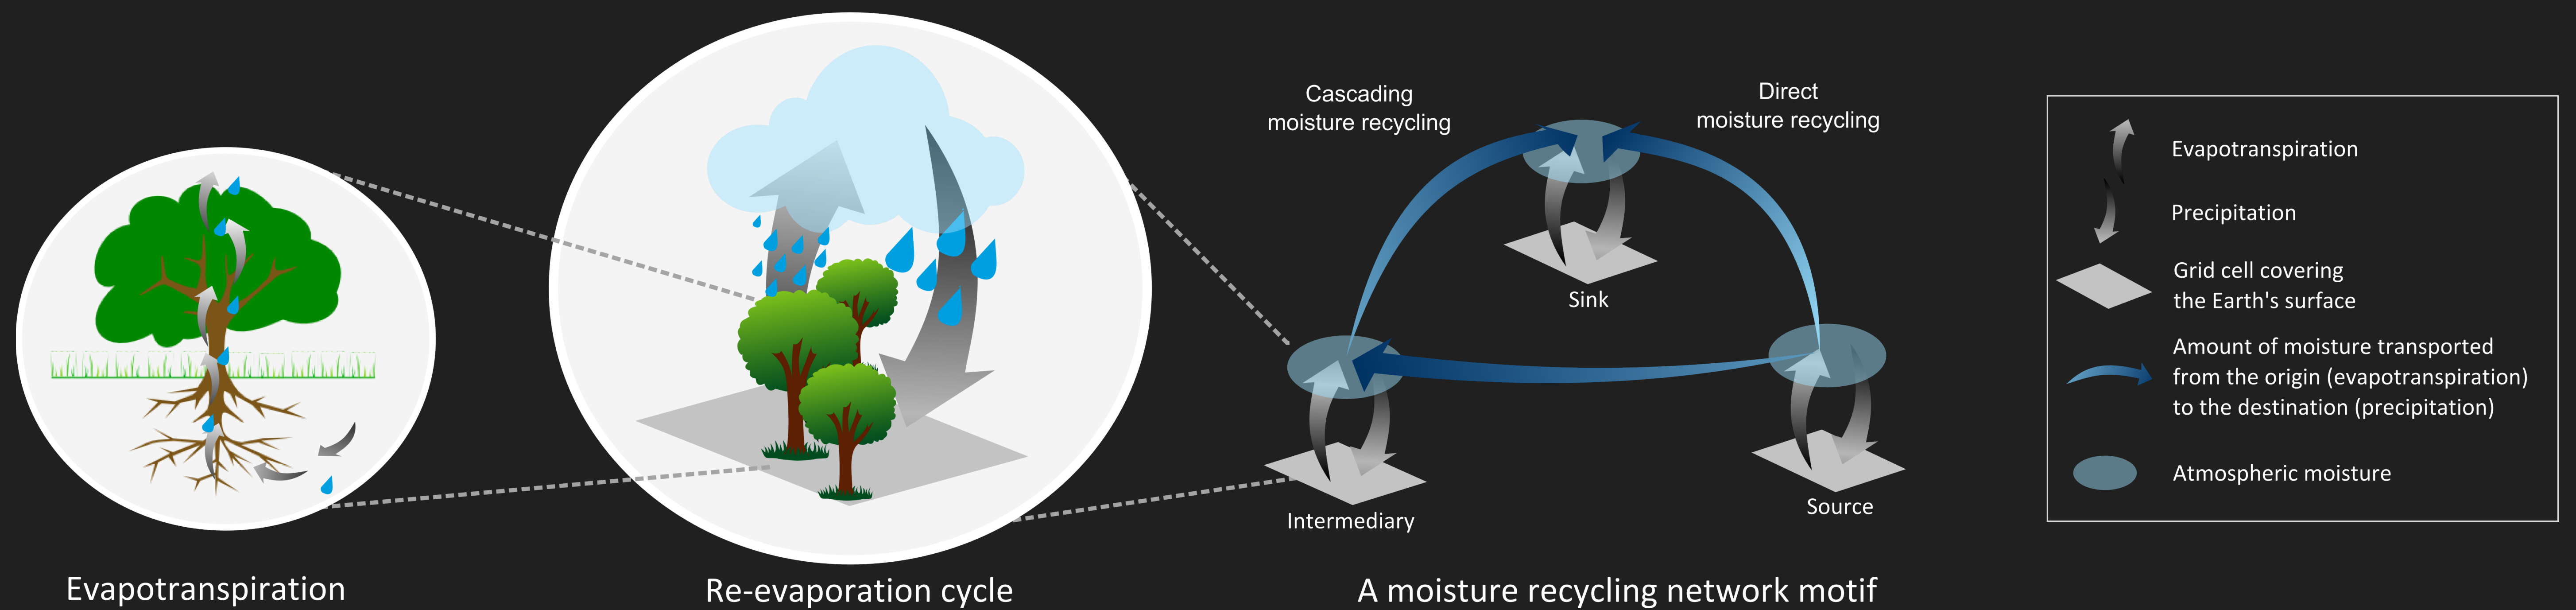 Cascading
moisture recycling
Direct
moisture recycling
Sink
Intermediary
Source
Evapotranspiration
Re-evaporation cycle
A moisture recycling network motif
Evapotranspiration
Precipitation
Grid cell covering
the Earth's surface
Amount of moisture transported
from the origin (evapotranspiration)
to the destination (precipitation)
Atmospheric moisture